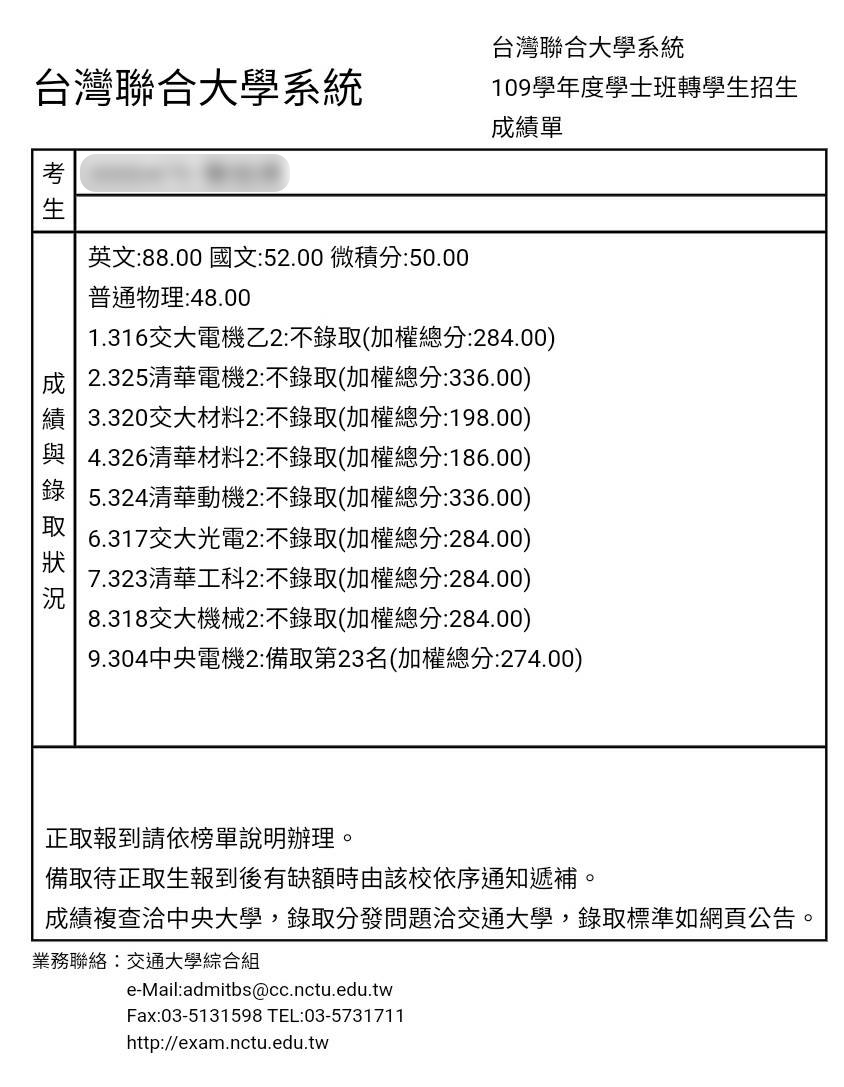 台灣聯合大學系統
台灣聯合大學系統
109學年度學士班轉學生招生
成績單
考生
成績與錄取狀況
英文:88.00 國文:52.00 微積分:50.00
普通物理:48.00
1.316交大電機乙2:不錄取(加權總分:284.00)
2.325清華電機2:不錄取(加權總分:336.00)
3.320交大材料2:不錄取(加權總分:198.00)
4.326清華材料2:不錄取(加權總分:186.00)
5.324清華動機2:不錄取(加權總分:336.00)
6.317交大光電2:不錄取(加權總分:284.00)
7.323清華工科2:不錄取(加權總分:284.00)
8.318交大機械2:不錄取(加權總分:284.00)
9.304中央電機2:備取第23名(加權總分:274.00)
正取報到請依榜單說明辦理。
備取待正取生報到後有缺額時由該校依序通知遞補。
成績複查洽中央大學，錄取分發問題洽交通大學，錄取標準如網頁公告。
業務聯絡：交通大學綜合組
e-Mail:admitbs@cc.nctu.edu.tw
Fax:03-5131598 TEL:03-5731711
http://exam.nctu.edu.tw